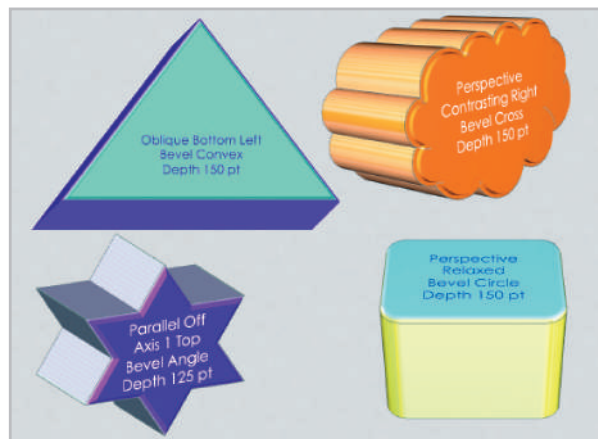 Oblique Bottom Left
Bevel Convex
Depth 150 pt
Perspective
Contrasting Right
Bevel Cross
Depth 150 pt
Parallel Off
Axis 1 Top
Bevel Angle
Depth 125 pt
Perspective
Relaxed
Bevel Circle
Depth 150 pt